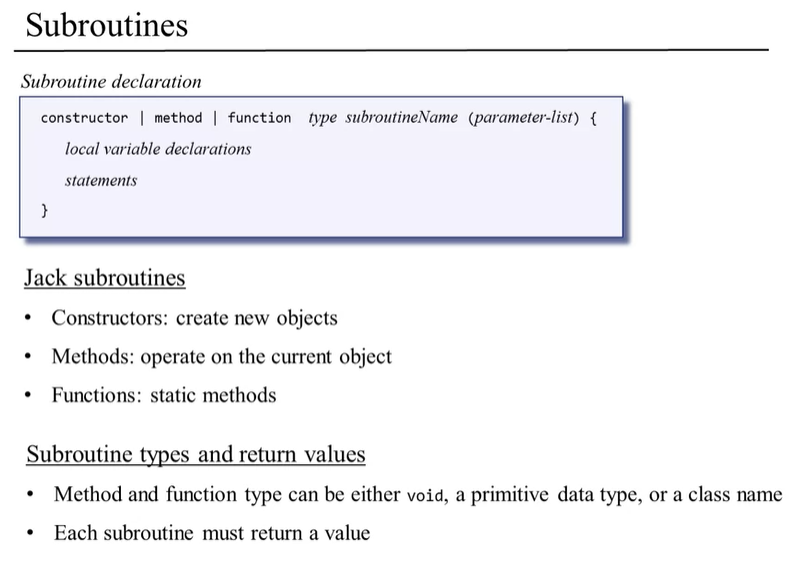 Subroutines
Subroutine declaration
constructor | method | function type subroutineName (parameter-list) {
local variable declarations
statements
}
Jack subroutines
• Constructors: create new objects
• Methods: operate on the current object
• Functions: static methods
Subroutine types and return values
• Method and function type can be either void, a primitive data type, or a class name
• Each subroutine must return a value